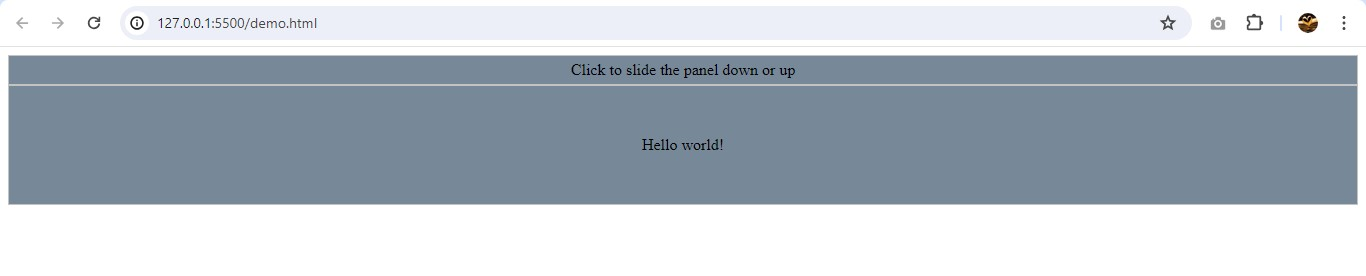 127.0.0.1:5500/demo.html
Click to slide the panel down or up
Hello world!